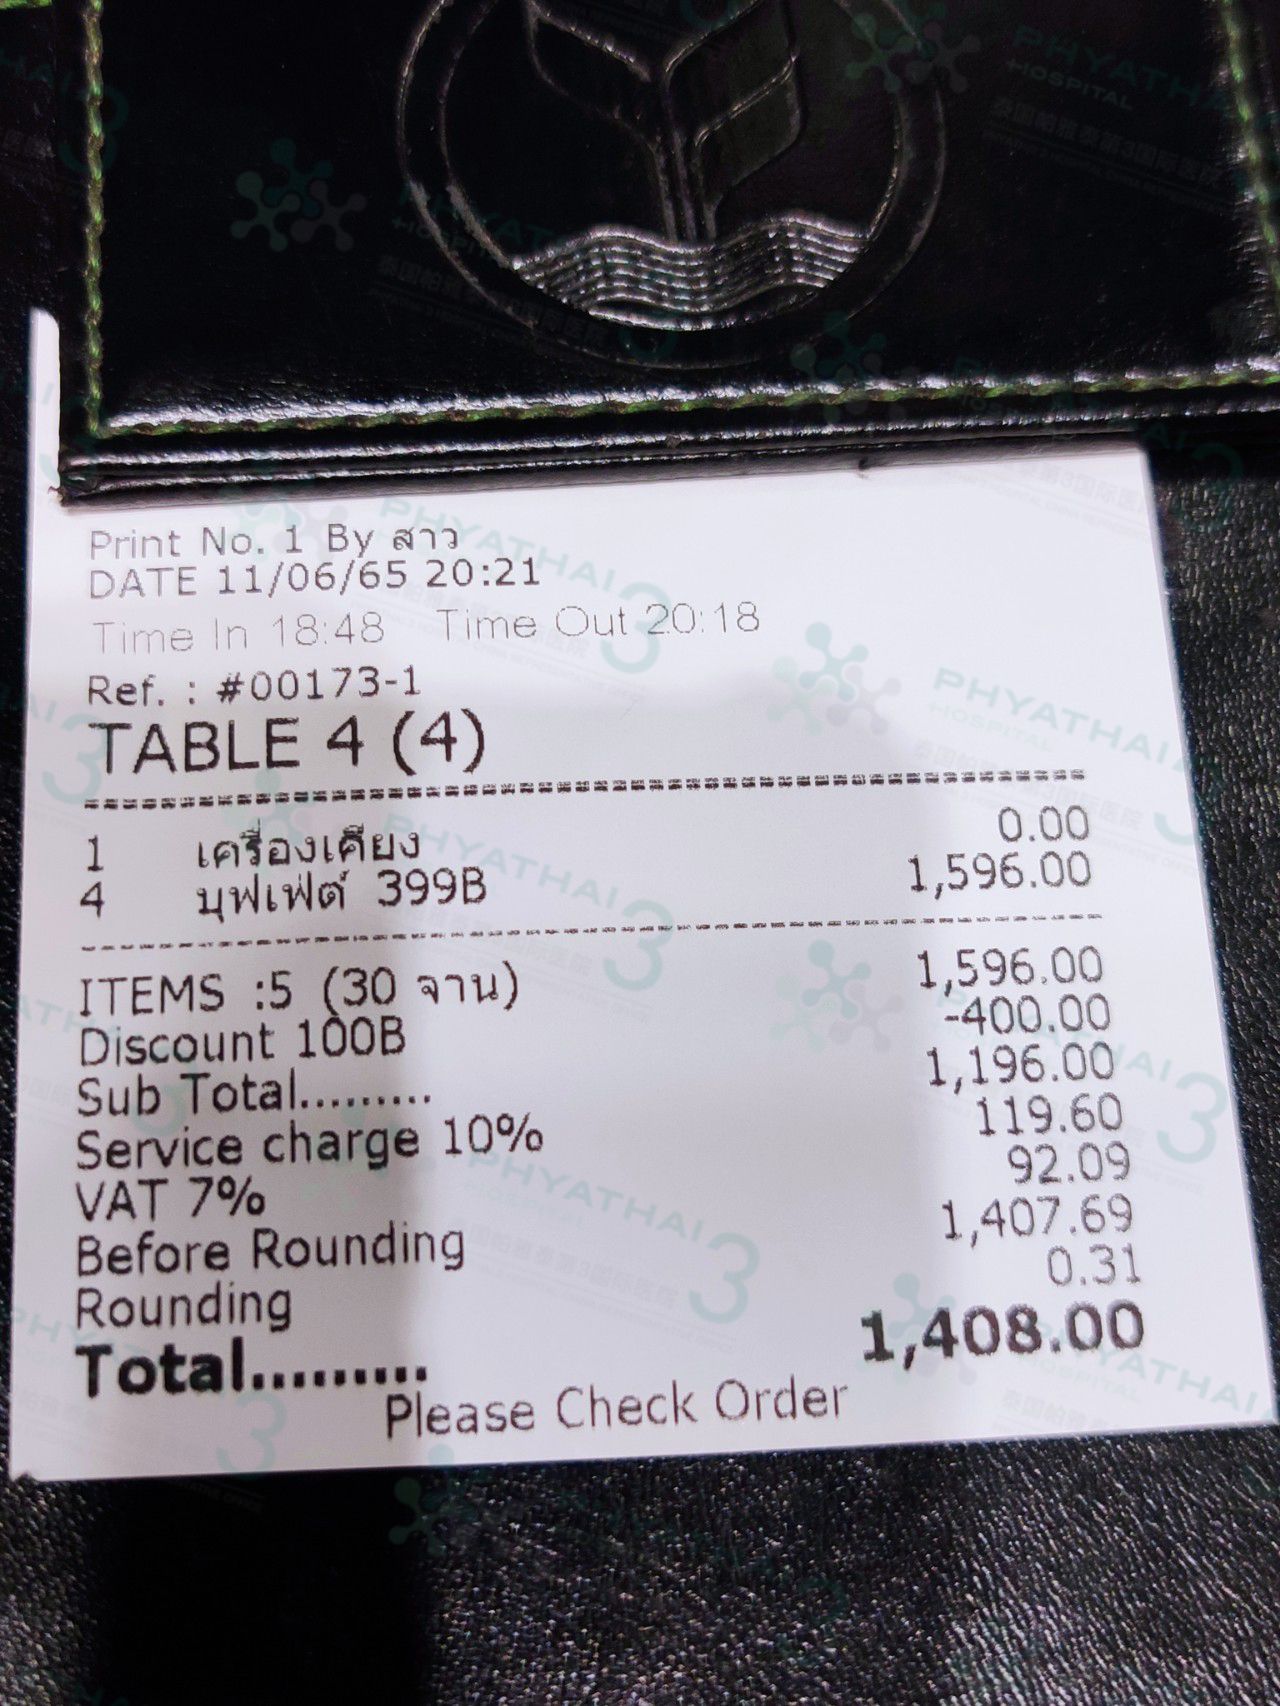 Print No. 1 By สาว
DATE 11/06/65 20:21
Time In 18:48 Time Out 20:18
Ref. : #00173-1
TABLE 4 (4)
1 เครื่องเคียง 0.00
4 บุฟเฟ่ต์ 399B 1,596.00
ITEMS :5 (30 จาน) 1,596.00
Discount 100B -400.00
Sub Total......... 1,196.00
Service charge 10% 119.60
VAT 7% 92.09
Before Rounding 1,407.69
Rounding 0.31
Total......... 1,408.00
Please Check Order
PHYATHAI 3
HOSPITAL